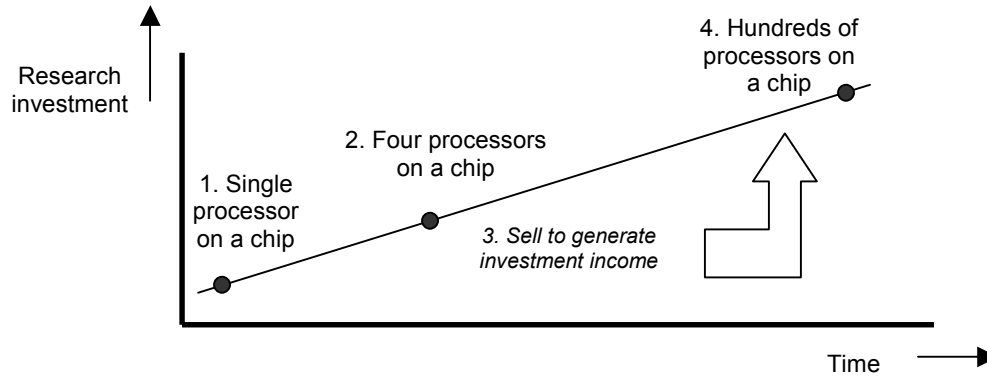 Research
investment
1. Single
processor
on a chip
2. Four processors
on a chip
3. Sell to generate
investment income
4. Hundreds of
processors on
a chip
Time